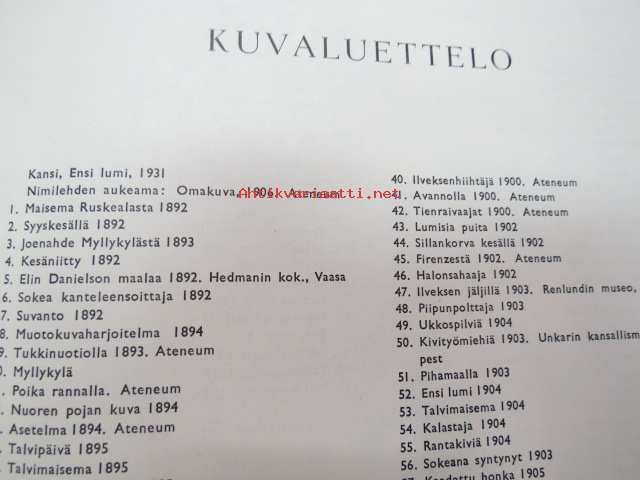 KUVALUETTELO
Kansi, Ensi lumi, 1931
Nimilehden aukeama: Omakuva, 1906. Ateneum
Antikvariaatti.net
1. Maisema Ruskealasta 1892
2. Syyskesällä 1892
3. Joenahde Myllykylästä 1893
4. Kesäniitty 1892
5. Elin Danielson maalaa 1892. Hedmanin kok., Vaasa
6. Sokea kanteleensoittaja 1892
7. Suvanto 1892
8. Muotokuvaharjoitelma 1894
9. Tukkinuotiolla 1893. Ateneum
Myllykylä
Poika rannalla. Ateneum
Nuoren pojan kuva 1894
Asetelma 1894. Ateneum
Talvipäivä 1895
Talvimaisema 1895
40. Ilveksenhiihtäjä 1900. Ateneum
41. Avannolla 1900. Ateneum
42. Tienraivaajat 1900. Ateneum
43. Lumisia puita 1902
44. Sillankorva kesällä 1902
45. Firenzestä 1902. Ateneum
46. Halonsahaaja 1902
47. Ilveksen jäljillä 1903. Renlundin museo,
48. Piipunpolttaja 1903
49. Ukkospilviä 1904
50. Kivityömiehiä 1903. Unkarin kansallism
pest
51. Pihamaalla 1903
52. Ensi lumi 1904
53. Talvimaisema 1904
54. Kalastaja 1904
55. Rantakiviä 1904
56. Sokeana syntynyt 1903
57. Kaadettu honka 1905